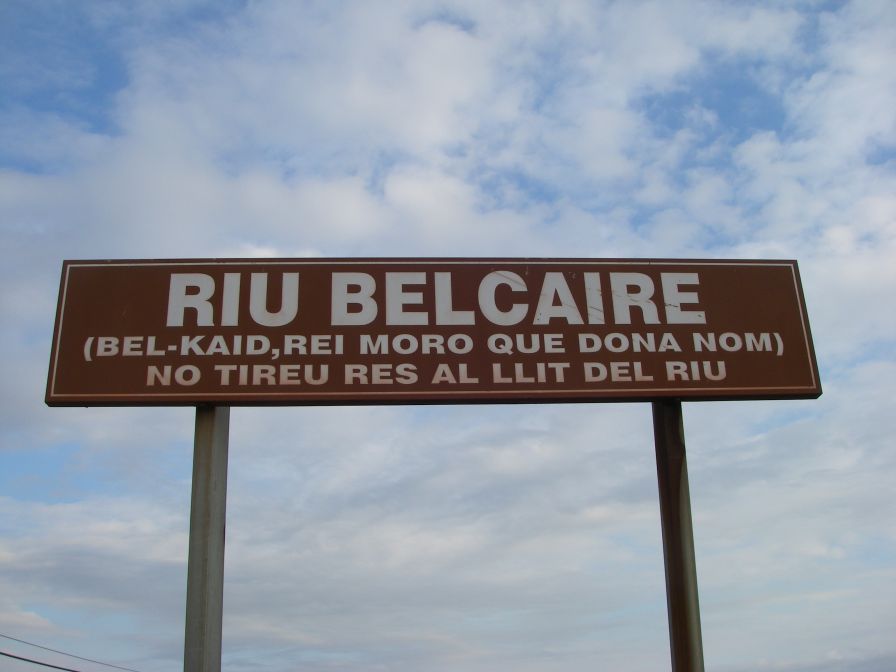 RIU BELCAIRE
(BEL-KAID,REI MORO QUE DONA NOM)
NO TIREU RES AL LLIT DEL RIU